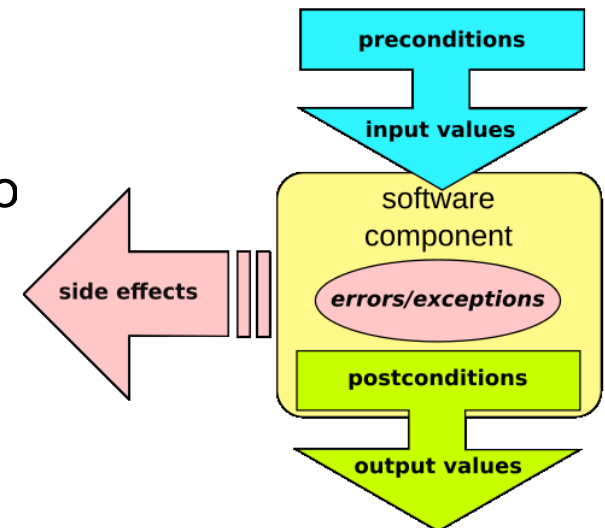 preconditions
input values
o
software
component
side effects
errors/exceptions
postconditions
output values